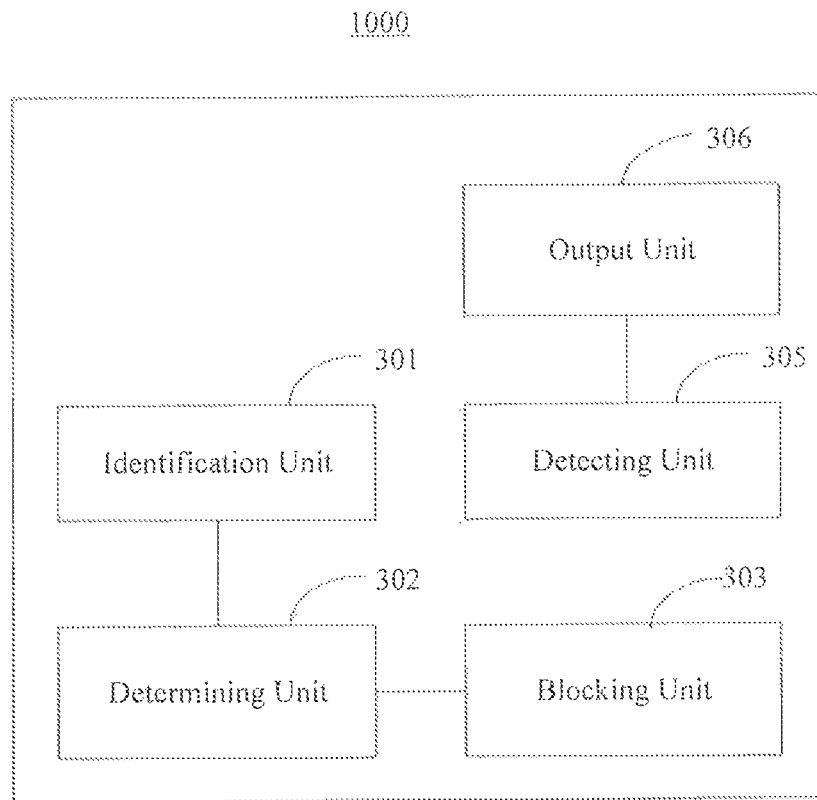 1000
306
Output Unit
301
305
Identification Unit
Detecting Unit
302
303
Determining Unit
Blocking Unit